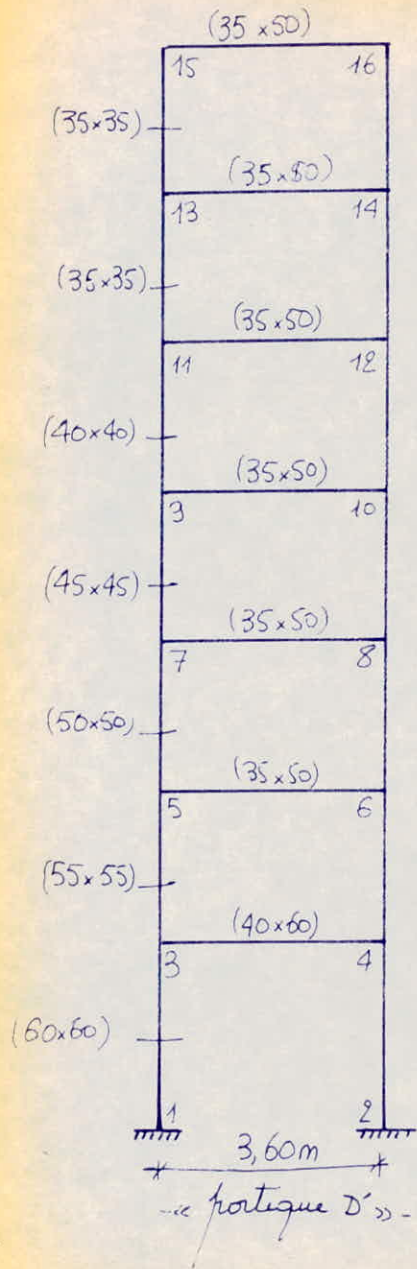 (35 x50)
15 16
(35x35)
(35x50)
13 14
(35x35)
(35x50)
11 12
(40x40)
(35x50)
3 10
(45x45)
(35x50)
7 8
(50x50)
(35x50)
5 6
(55x55)
(40x60)
3 4
(60x60)
1 2
3,60m
-« portique D' »-